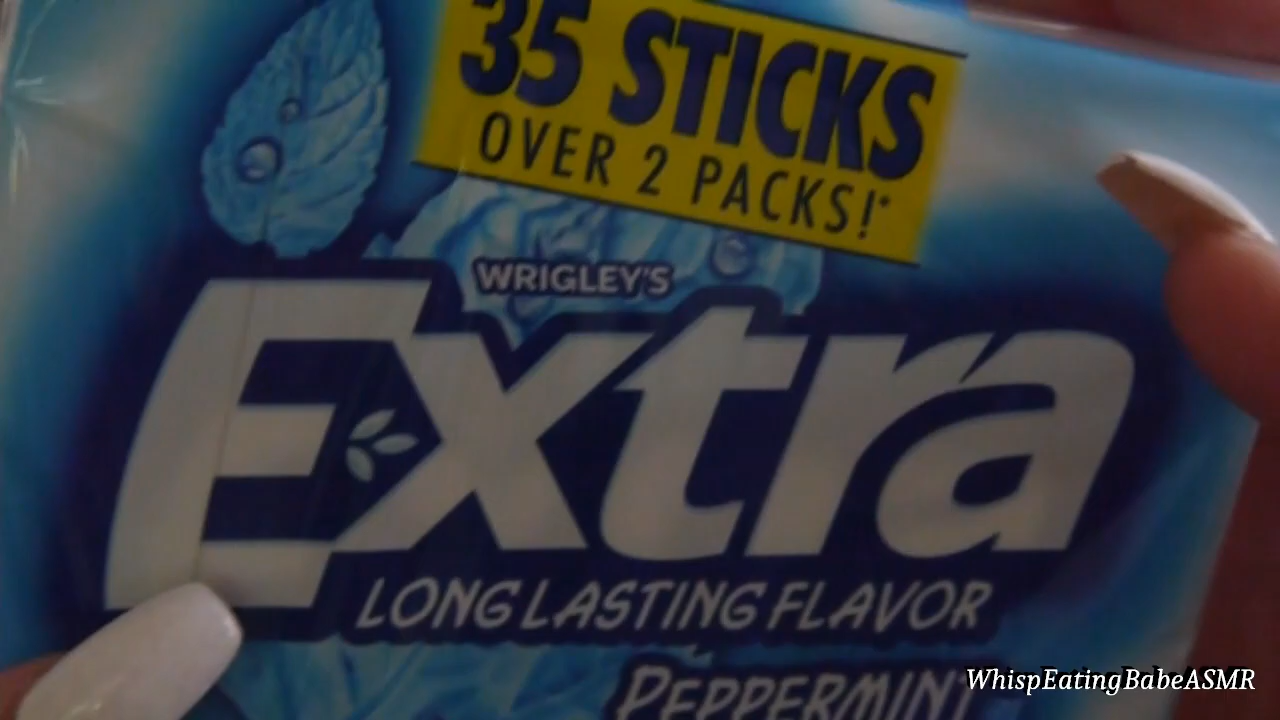 35 STICKS
OVER 2 PACKS!*
WRIGLEY'S
Extra
LONG LASTING FLAVOR
PEPPERMINT
WhispEatingBabeASMR